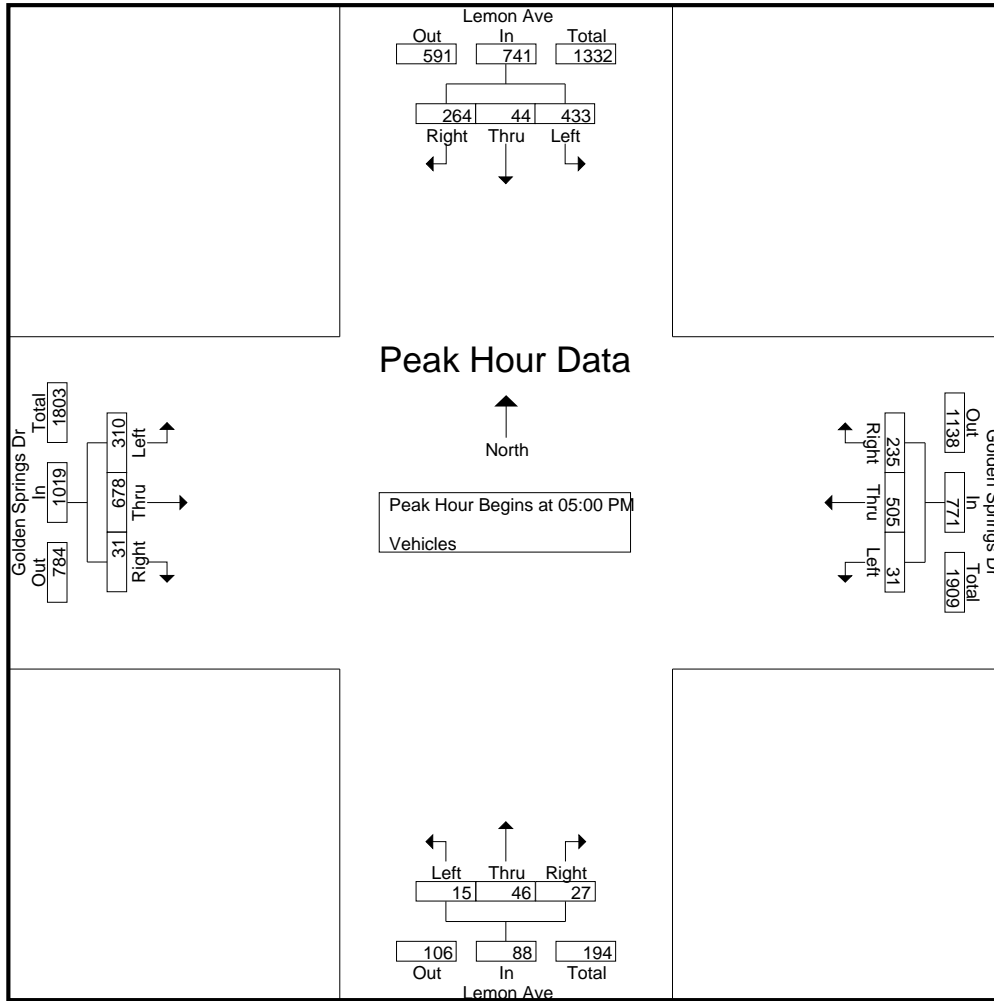 Lemon Ave
Out In Total
591 741 1332
264 44 433
Right Thru Left
Peak Hour Data
North
Peak Hour Begins at 05:00 PM
Vehicles
Golden Springs Dr
Out In Total
784 1019 1803
310 678 31
Left Thru Right
Golden Springs Dr
Out In Total
1138 771 1909
235 505 31
Right Thru Left
Left Thru Right
15 46 27
106 88 194
Out In Total
Lemon Ave